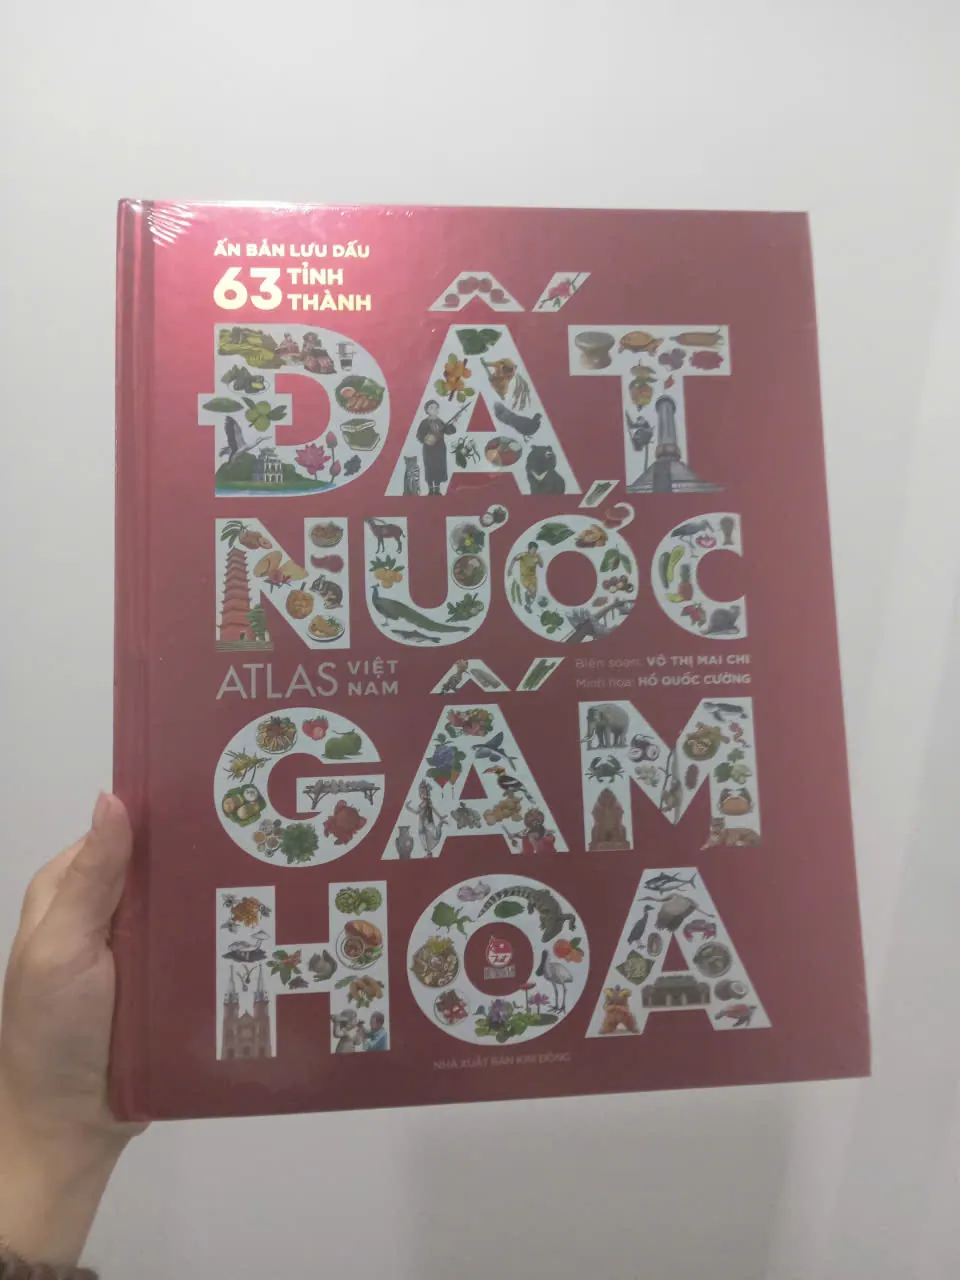 ẤN BẢN LƯU DẤU
63 TỈNH
THÀNH
ĐẤT
NƯỚC
ATLAS VIỆT
NAM
Biên soạn: VÕ THỊ MAI CHI
Minh họa: HỒ QUỐC CƯỜNG
GẤM
HOA
NHÀ XUẤT BẢN KIM ĐỒNG